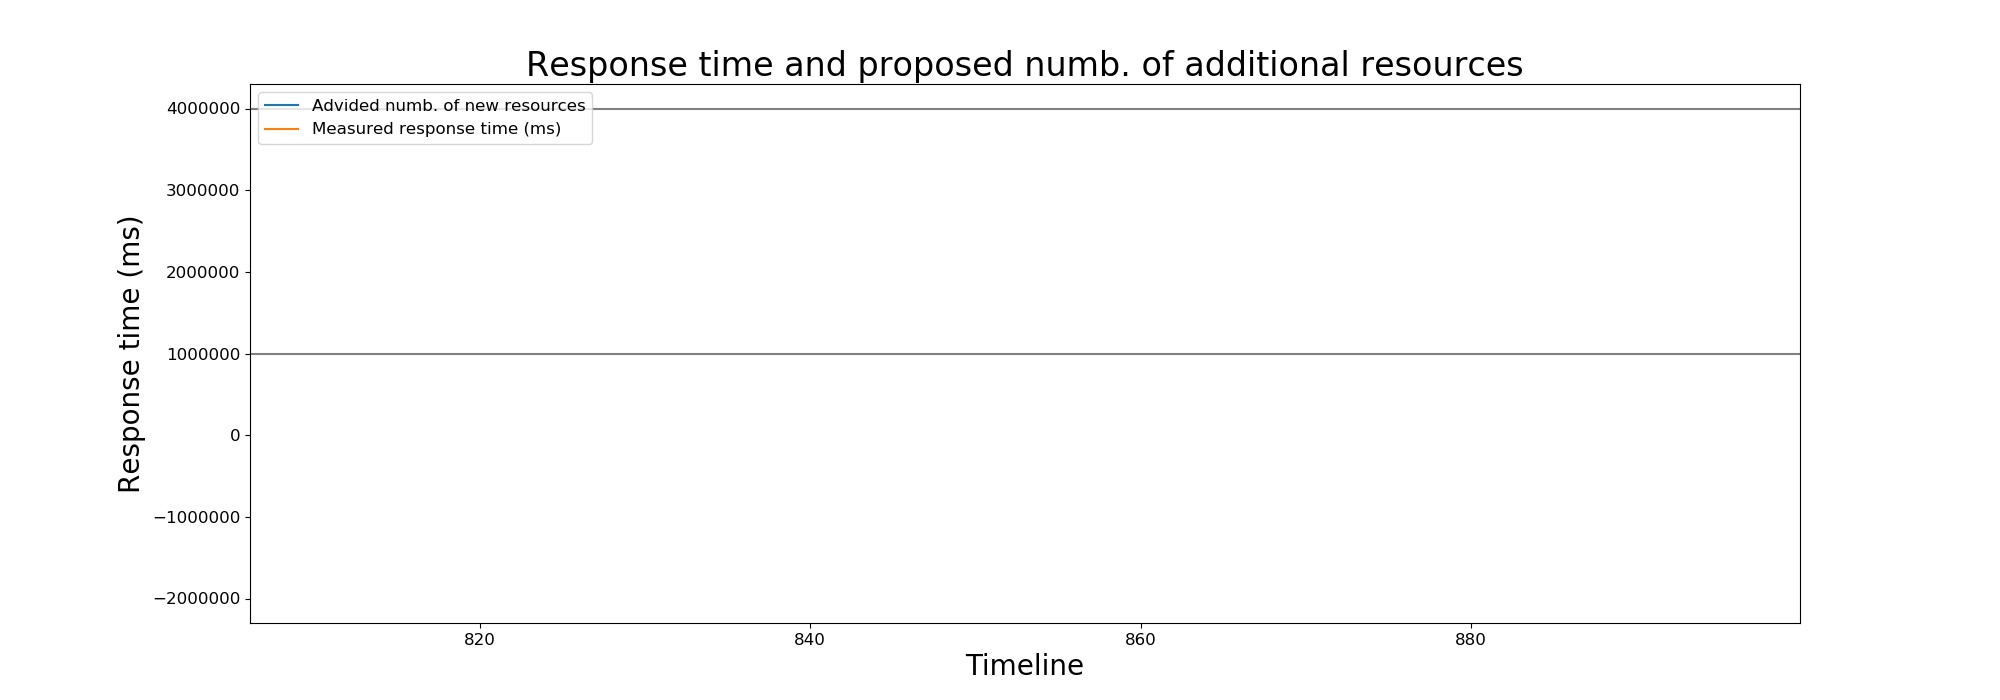 Response time and proposed numb. of additional resources
Advided numb. of new resources
Measured response time (ms)
Response time (ms)
4000000
3000000
2000000
1000000
0
−1000000
−2000000
820 840 860 880
Timeline